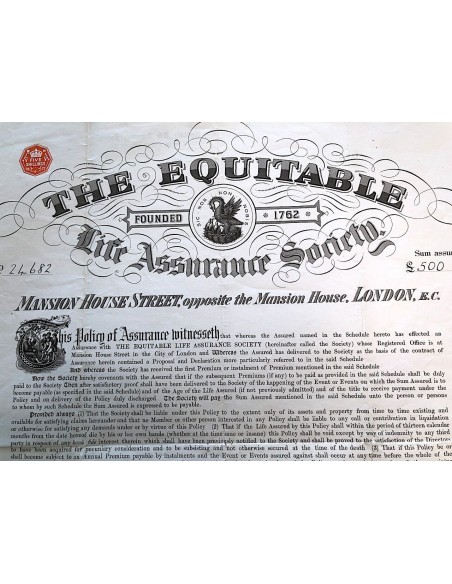 FIVE
SHILLINGS
THE EQUITABLE
SIC NOS NON NOBIS
FOUNDED 1762
Life Assurance Society.
24,682
Sum assu
£500
MANSION HOUSE STREET, opposite the Mansion House, LONDON, E.C.
This Policy of Assurance witnesseth that whereas the Assured named in the Schedule hereto has effected an
Assurance with THE EQUITABLE LIFE ASSURANCE SOCIETY (hereinafter called the Society) whose Registered Office is at
Mansion House Street in the City of London and Whereas the Assured has delivered to the Society as the basis of the contract of
Assurance herein contained a Proposal and Declaration more particularly referred to in the said Schedule
And whereas the Society has received the first Premium or instalment of Premium mentioned in the said Schedule
Now the Society hereby covenants with the Assured that if the subsequent Premiums (if any) be paid as provided in the said Schedule shall be duly
paid to the Society Then after satisfactory proof shall have been delivered to the Society of the happening of the Event or Events on which the Sum Assured is to
become payable (as specified in the said Schedule) and of the Age of the Life Assured (if not previously admitted) and of the title to receive payment under the
Policy and on delivery of the Policy duly discharged The Society will pay the Sum Assured mentioned in the said Schedule unto the person or persons
to whom by such Schedule the Sum Assured is expressed to be payable.
Provided always (1) That the Society shall be liable under this Policy to the extent only of its assets and property from time to time existing and
available for satisfying claims hereunder and that no Member or other person interested in any Policy shall be liable to any call or contribution in liquidation
or otherwise for satisfying any demands under or by virtue of this Policy (2) That if the Life Assured by this Policy shall within the period of thirteen calendar
months from the date hereof die by his or her own hands (whether at the time sane or insane) this Policy shall be void except by way of indemnity to any third
party in respect of any bona fide interest therein which shall have been previously notified to the Society and shall be proved to the satisfaction of the Directors
to have been acquired for pecuniary consideration and to be subsisting and not otherwise secured at the time of the death (3) That if this Policy be or
shall become subject to an Annual Premium payable by instalments and the Event or Events assured against shall occur at any time before the whole of the